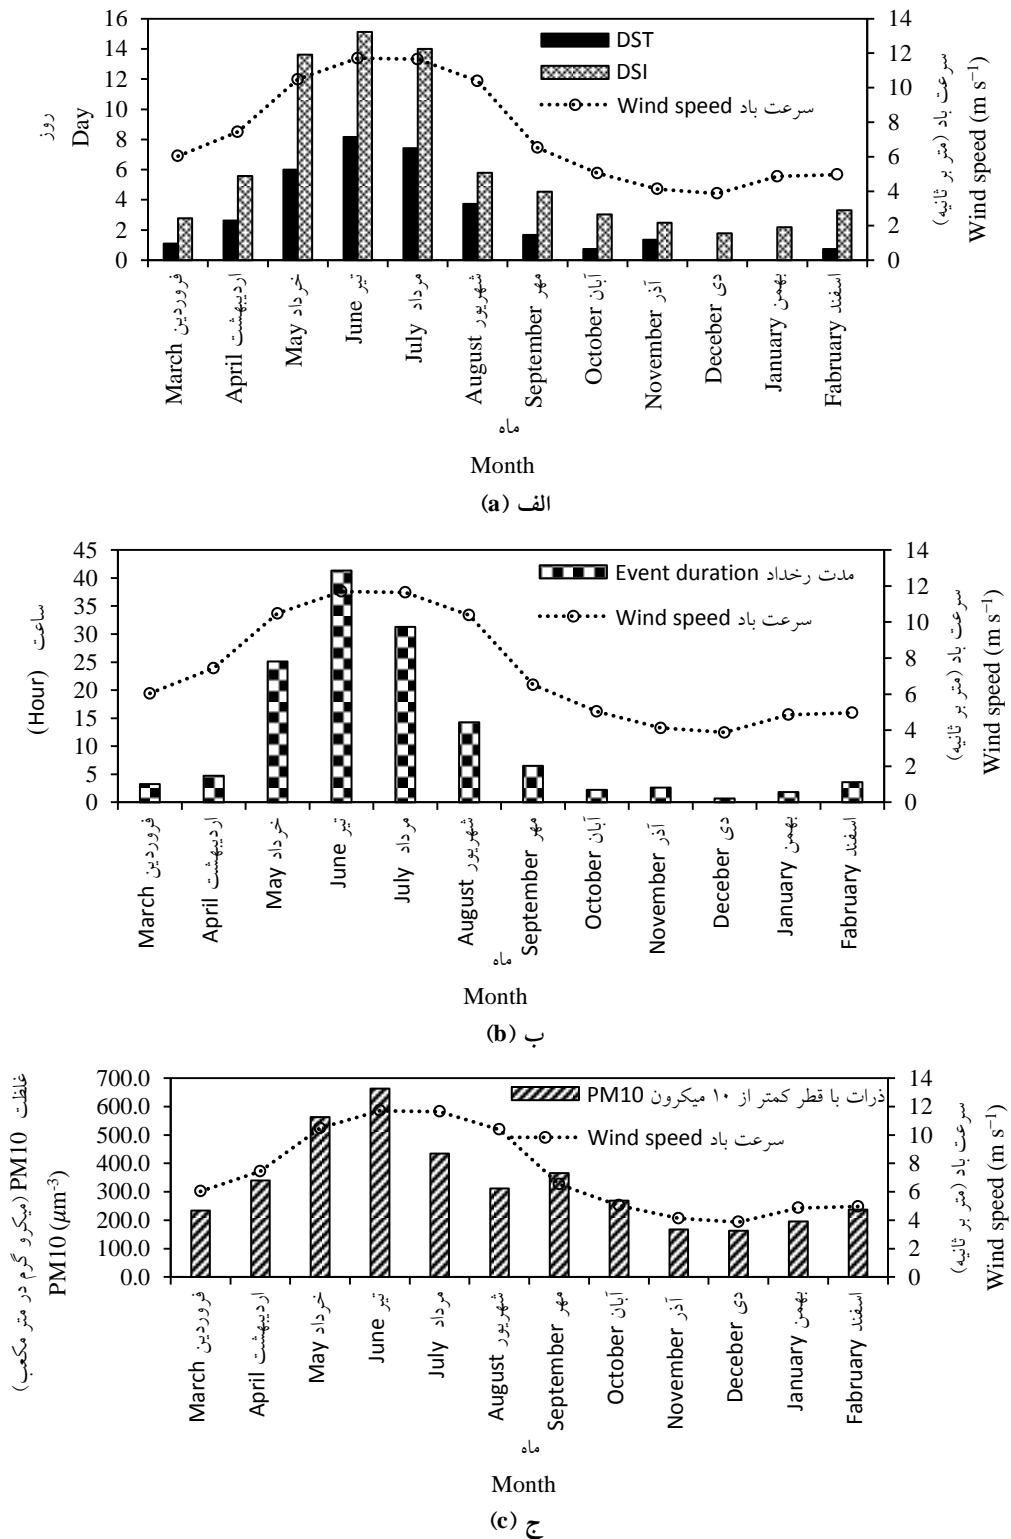 16
14
12
10
8
6
4
2
0
روز
Day
DST
DSI
Wind speed سرعت باد
14
12
10
8
6
4
2
0
سرعت باد (متر بر ثانیه)
Wind speed (m s⁻¹)
March فروردین
April اردیبهشت
May خرداد
June تیر
July مرداد
August شهریور
September مهر
October آبان
November آذر
Deceber دی
January بهمن
Fabruary اسفند
ماه
Month
الف (a)
45
40
35
30
25
20
15
10
5
0
ساعت (Hour)
Event duration مدت رخداد
Wind speed سرعت باد
14
12
10
8
6
4
2
0
سرعت باد (متر بر ثانیه)
Wind speed (m s⁻¹)
March فروردین
April اردیبهشت
May خرداد
June تیر
July مرداد
August شهریور
September مهر
October آبان
November آذر
Deceber دی
January بهمن
Fabruary اسفند
ماه
Month
ب (b)
700.0
600.0
500.0
400.0
300.0
200.0
100.0
0.0
غلظت PM10 (میکرو گرم در متر مکعب)
PM10 (µm⁻³)
PM10 ذرات با قطر کمتر از ۱۰ میکرون
Wind speed سرعت باد
14
12
10
8
6
4
2
0
سرعت باد (متر بر ثانیه)
Wind speed (m s⁻¹)
March فروردین
April اردیبهشت
May خرداد
June تیر
July مرداد
August شهریور
September مهر
October آبان
November آذر
Deceber دی
January بهمن
Fabruary اسفند
ماه
Month
ج (c)